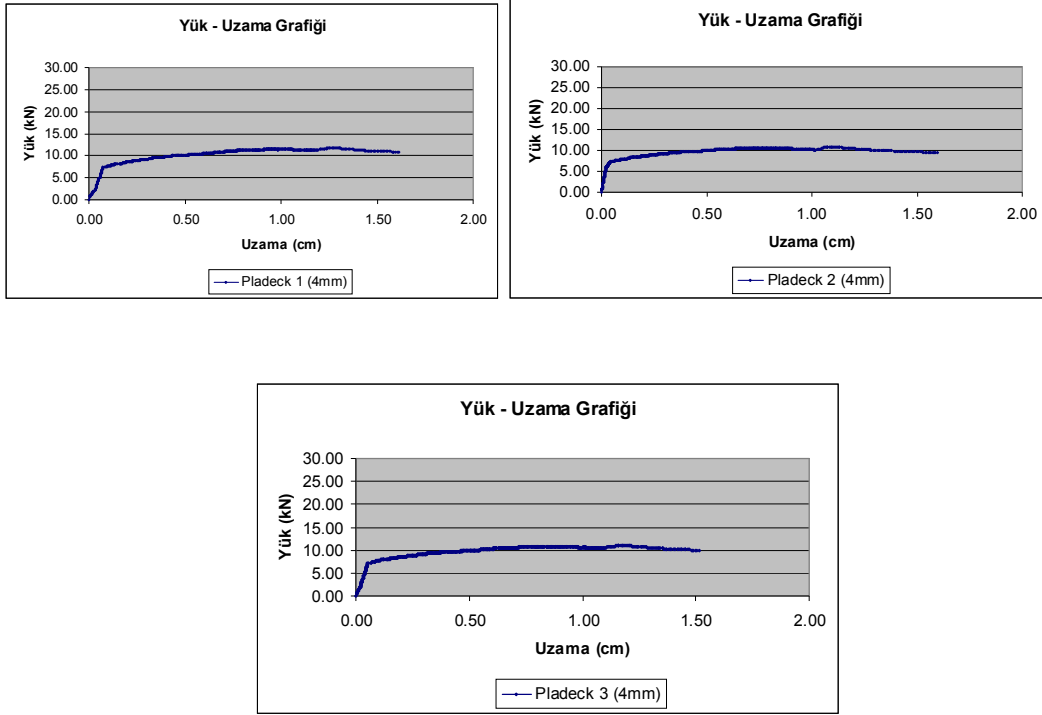 Yük - Uzama Grafiği
30.00
25.00
20.00
15.00
10.00
5.00
0.00
Yük (kN)
0.00 0.50 1.00 1.50 2.00
Uzama (cm)
Pladeck 1 (4mm)
Yük - Uzama Grafiği
30.00
25.00
20.00
15.00
10.00
5.00
0.00
Yük (kN)
0.00 0.50 1.00 1.50 2.00
Uzama (cm)
Pladeck 2 (4mm)
Yük - Uzama Grafiği
30.00
25.00
20.00
15.00
10.00
5.00
0.00
Yük (kN)
0.00 0.50 1.00 1.50 2.00
Uzama (cm)
Pladeck 3 (4mm)